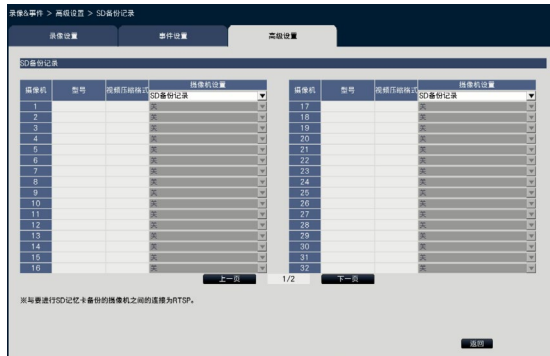 录像&事件 > 高级设置 > SD备份记录
录像设置 事件设置 高级设置
SD备份记录
摄像机 型号 视频压缩格式 摄像机设置 摄像机 型号 视频压缩格式 摄像机设置
SD备份记录 SD备份记录
1 关 17 关
2 关 18 关
3 关 19 关
4 关 20 关
5 关 21 关
6 关 22 关
7 关 23 关
8 关 24 关
9 关 25 关
10 关 26 关
11 关 27 关
12 关 28 关
13 关 29 关
14 关 30 关
15 关 31 关
16 关 32 关
上一页 1/2 下一页
※与要进行SD记忆卡备份的摄像机之间的连接为RTSP。
返回